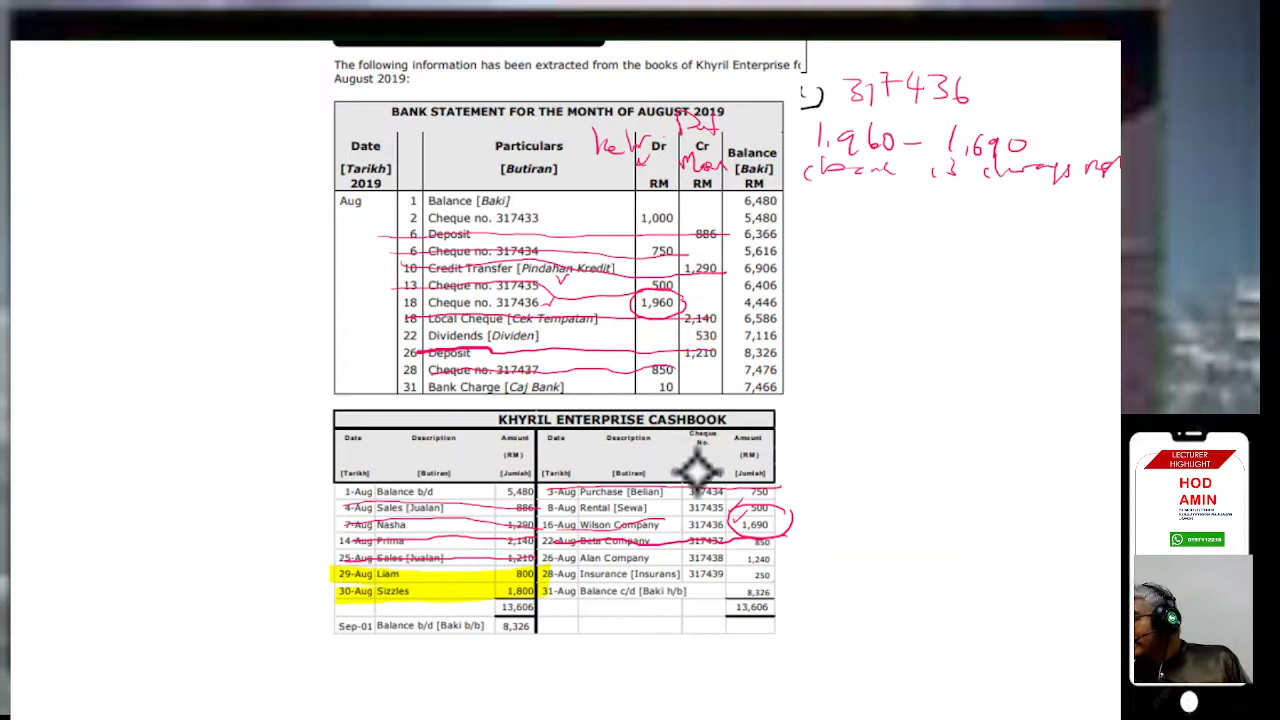 The following information has been extracted from the books of Khyril Enterprise fo
August 2019:
BANK STATEMENT FOR THE MONTH OF AUGUST 2019
Date Particulars Dr Cr Balance
[Tarikh] [Butiran] [Baki]
2019 RM RM RM
Aug 1 Balance [Baki] 6,480
2 Cheque no. 317433 1,000 5,480
6 Deposit 886 6,366
6 Cheque no. 317434 750 5,616
10 Credit Transfer [Pindahan Kredit] 1,290 6,906
13 Cheque no. 317435 500 6,406
18 Cheque no. 317436 1,960 4,446
18 Local Cheque [Cek Tempatan] 2,140 6,586
22 Dividends [Dividen] 530 7,116
26 Deposit 1,210 8,326
28 Cheque no. 317437 850 7,476
31 Bank Charge [Caj Bank] 10 7,466
317436
1,960 - 1,690
is always
KHYRIL ENTERPRISE CASHBOOK
Date Description Amount Date Description Cheque No. Amount
(RM) (RM)
[Tarikh] [Butiran] [Jumlah] [Tarikh] [Butiran] [Jumlah]
1-Aug Balance b/d 5,480 3-Aug Purchase [Belian] 317434 750
4-Aug Sales [Jualan] 886 8-Aug Rental [Sewa] 317435 500
7-Aug Nasha 1,290 16-Aug Wilson Company 317436 1,690
14-Aug Prima 2,140 22-Aug Beta Company 317437 850
25-Aug Sales [Jualan] 1,210 26-Aug Alan Company 317438 1,240
29-Aug Liam 800 28-Aug Insurance [Insurans] 317439 250
30-Aug Sizzles 1,800 31-Aug Balance c/d [Baki h/b] 8,326
13,606 13,606
Sep-01 Balance b/d [Baki b/b] 8,326
LECTURER
HIGHLIGHT
HOD
AMIN
0197112218